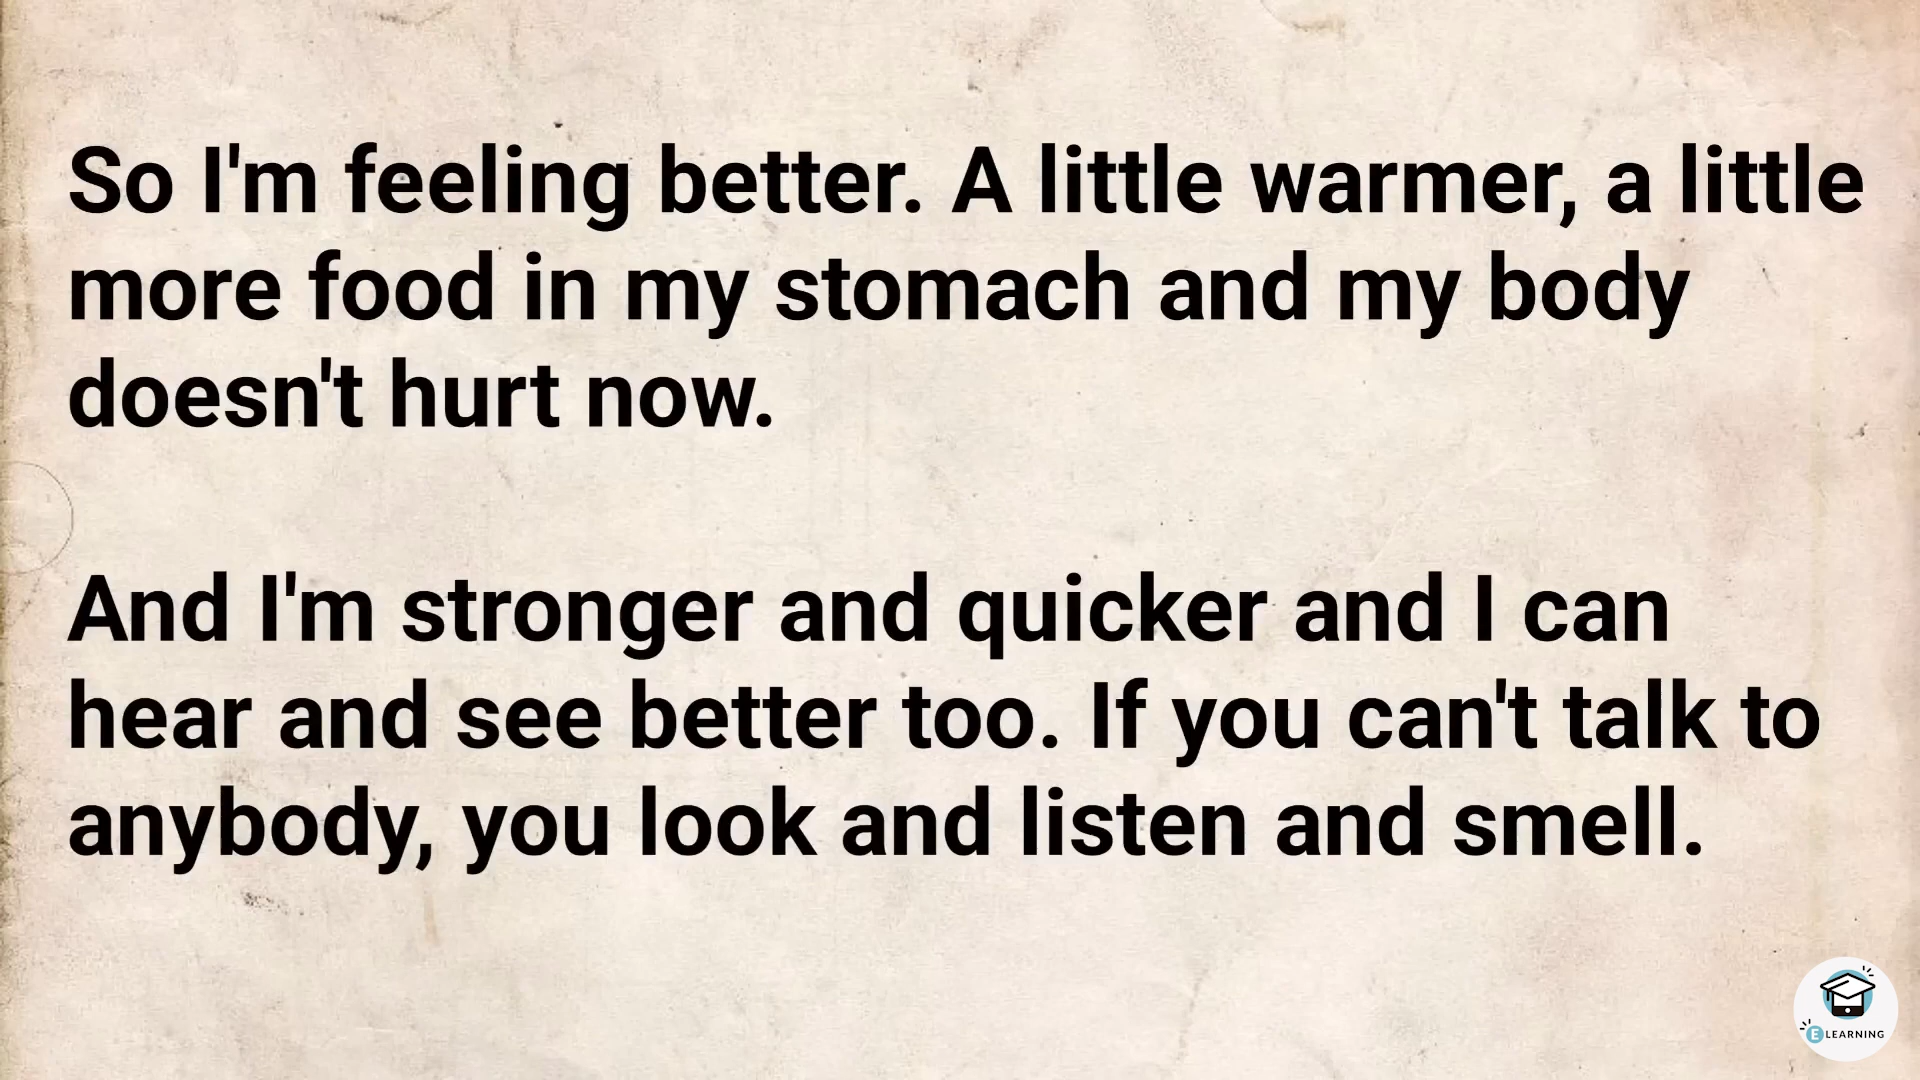 So I'm feeling better. A little warmer, a little
more food in my stomach and my body
doesn't hurt now.
And I'm stronger and quicker and I can
hear and see better too. If you can't talk to
anybody, you look and listen and smell.
E LEARNING